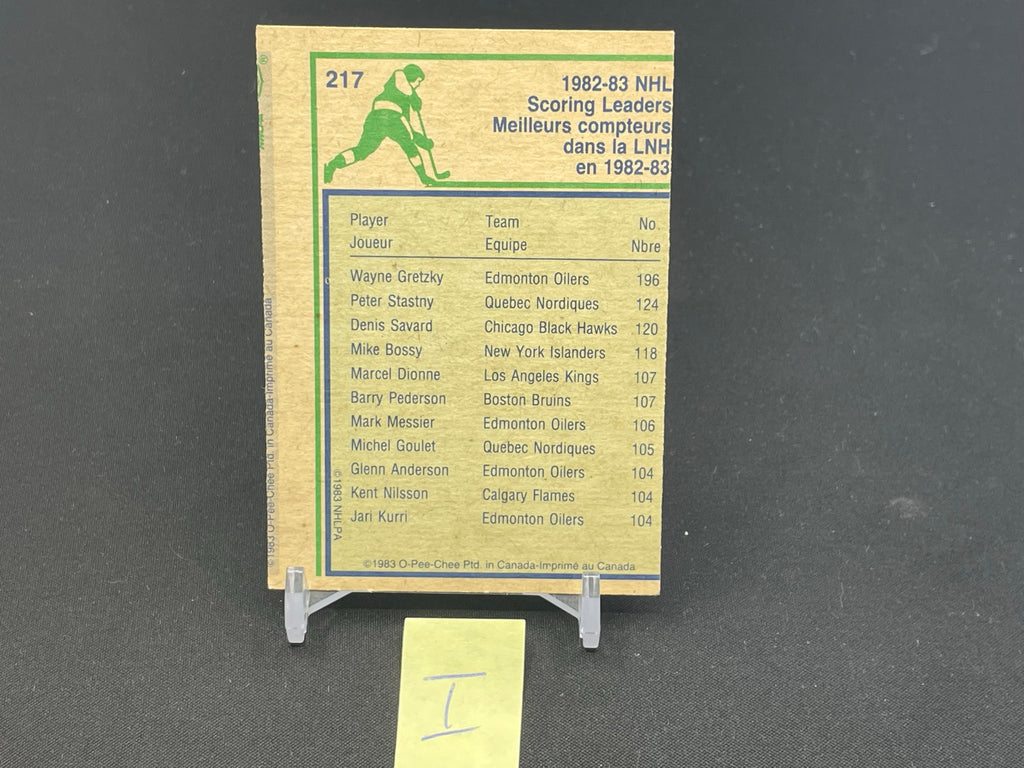 217
1982-83 NHL
Scoring Leaders
Meilleurs compteurs
dans la LNH
en 1982-83
Player Team No.
Joueur Equipe Nbre
Wayne Gretzky Edmonton Oilers 196
Peter Stastny Quebec Nordiques 124
Denis Savard Chicago Black Hawks 120
Mike Bossy New York Islanders 118
Marcel Dionne Los Angeles Kings 107
Barry Pederson Boston Bruins 107
Mark Messier Edmonton Oilers 106
Michel Goulet Quebec Nordiques 105
Glenn Anderson Edmonton Oilers 104
Kent Nilsson Calgary Flames 104
Jari Kurri Edmonton Oilers 104
©1983 NHLPA
©1983 O-Pee-Chee Ptd. in Canada-Imprimé au Canada
©1983 O-Pee-Chee Ptd. in Canada-Imprimé au Canada
I